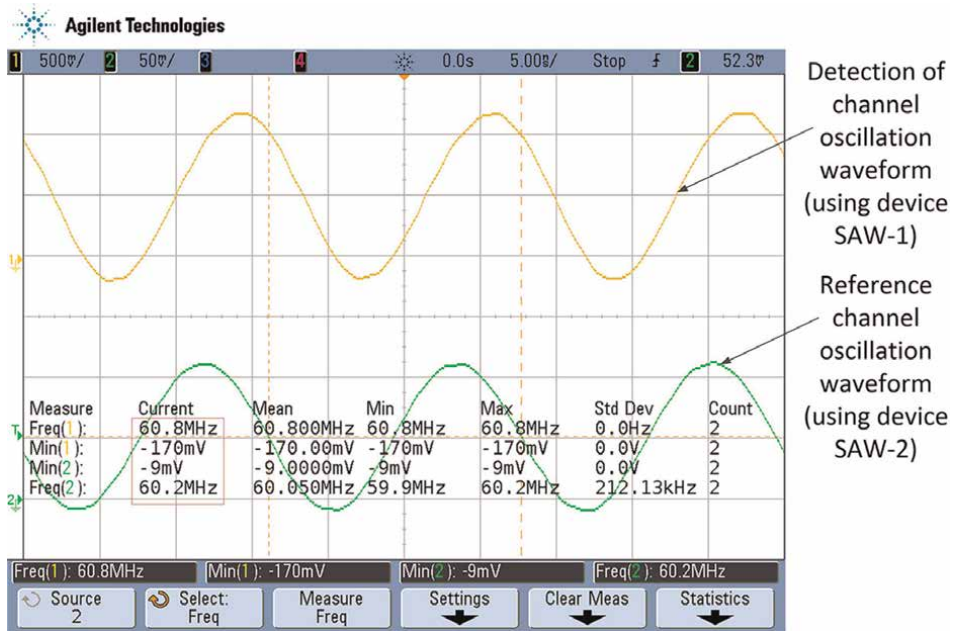 Agilent Technologies
1 500mV/ 2 50mV/ 3 4 0.0s 5.00ns/ Stop 2 52.3mV
Detection of
channel
oscillation
waveform
(using device
SAW-1)
Reference
channel
oscillation
waveform
(using device
SAW-2)
Measure Current Mean Min Max Std Dev Count
Freq(1): 60.8MHz 60.800MHz 60.8MHz 60.8MHz 0.0Hz 2
Min(1): -170mV -170.00mV -170mV -170mV 0.0V 2
Min(2): -9mV -9.0000mV -9mV -9mV 0.0V 2
Freq(2): 60.2MHz 60.050MHz 59.9MHz 60.2MHz 212.13kHz 2
1
T
2
Freq(1): 60.8MHz Min(1): -170mV Min(2): -9mV Freq(2): 60.2MHz
Source Select: Measure Settings Clear Meas Statistics
2 Freq Freq